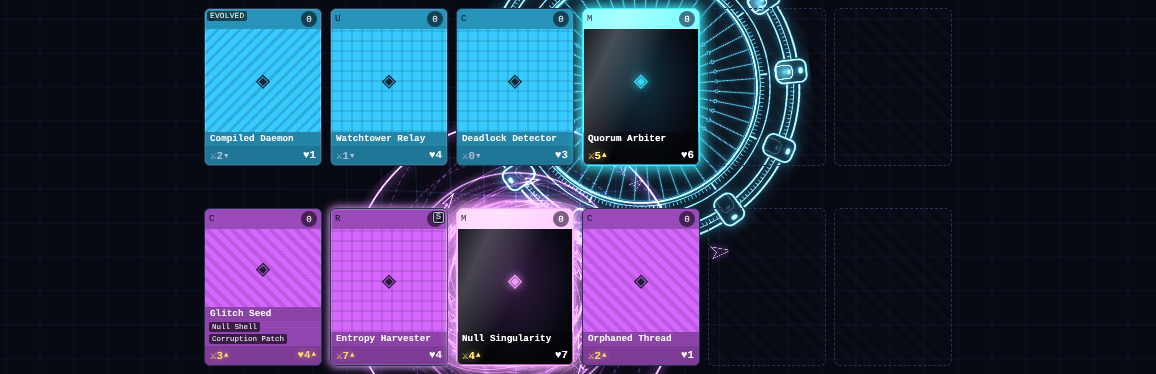 EVOLVED 0
U 0
C 0
M 0
Compiled Daemon
Watchtower Relay
Deadlock Detector
Quorum Arbiter
⚔2▼ ♥1
⚔1▼ ♥4
⚔0▼ ♥3
⚔5▲ ♥6
C 0
R S
M 0
C 0
Glitch Seed
Null Shell
Corruption Patch
Entropy Harvester
Null Singularity
Orphaned Thread
⚔3▲ ♥4▲
⚔7▲ ♥4
⚔4▲ ♥7
⚔2▲ ♥1